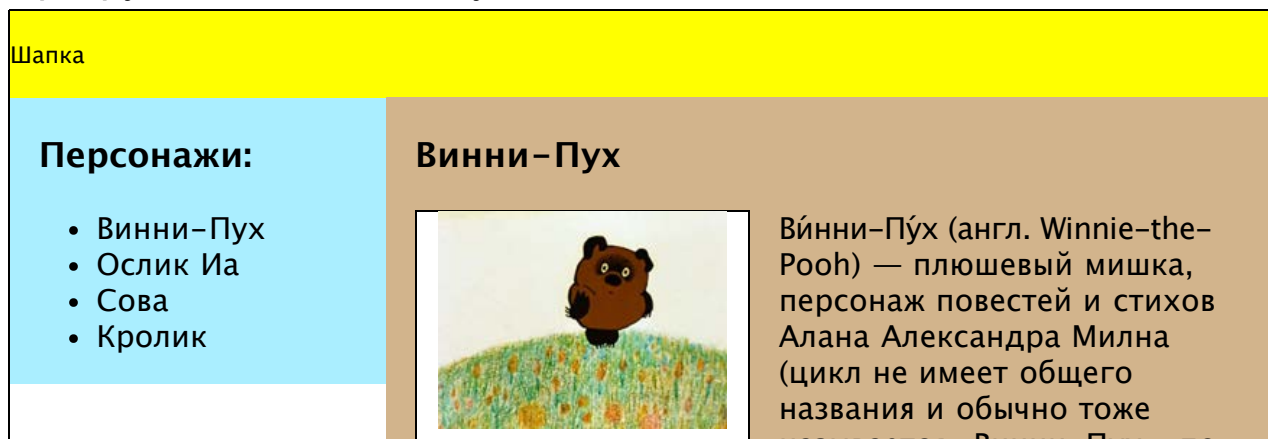 Шапка
Персонажи:
• Винни-Пух
• Ослик Иа
• Сова
• Кролик
Винни-Пух
Ви́нни-Пу́х (англ. Winnie-the-
Pooh) — плюшевый мишка,
персонаж повестей и стихов
Алана Александра Милна
(цикл не имеет общего
названия и обычно тоже